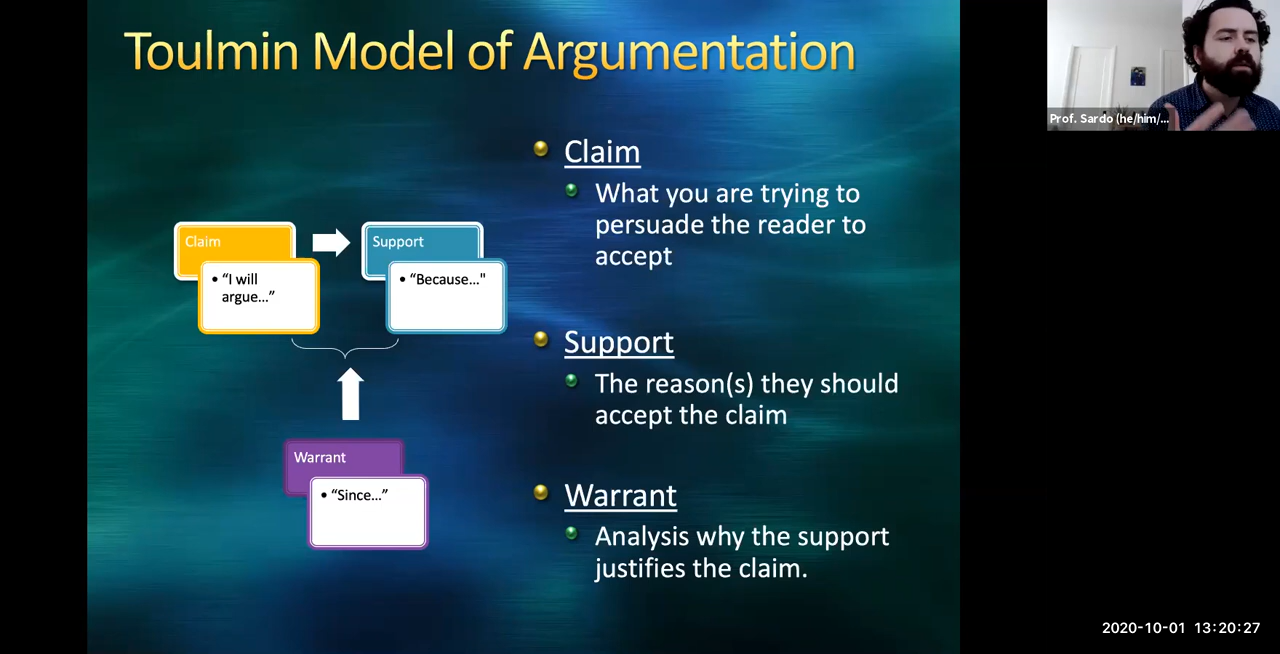 Toulmin Model of Argumentation
Prof. Sardo (he/him/...
Claim
• “I will
argue...”
Support
• “Because..."
Warrant
• “Since...”
Claim
What you are trying to
persuade the reader to
accept
Support
The reason(s) they should
accept the claim
Warrant
Analysis why the support
justifies the claim.
2020-10-01 13:20:27